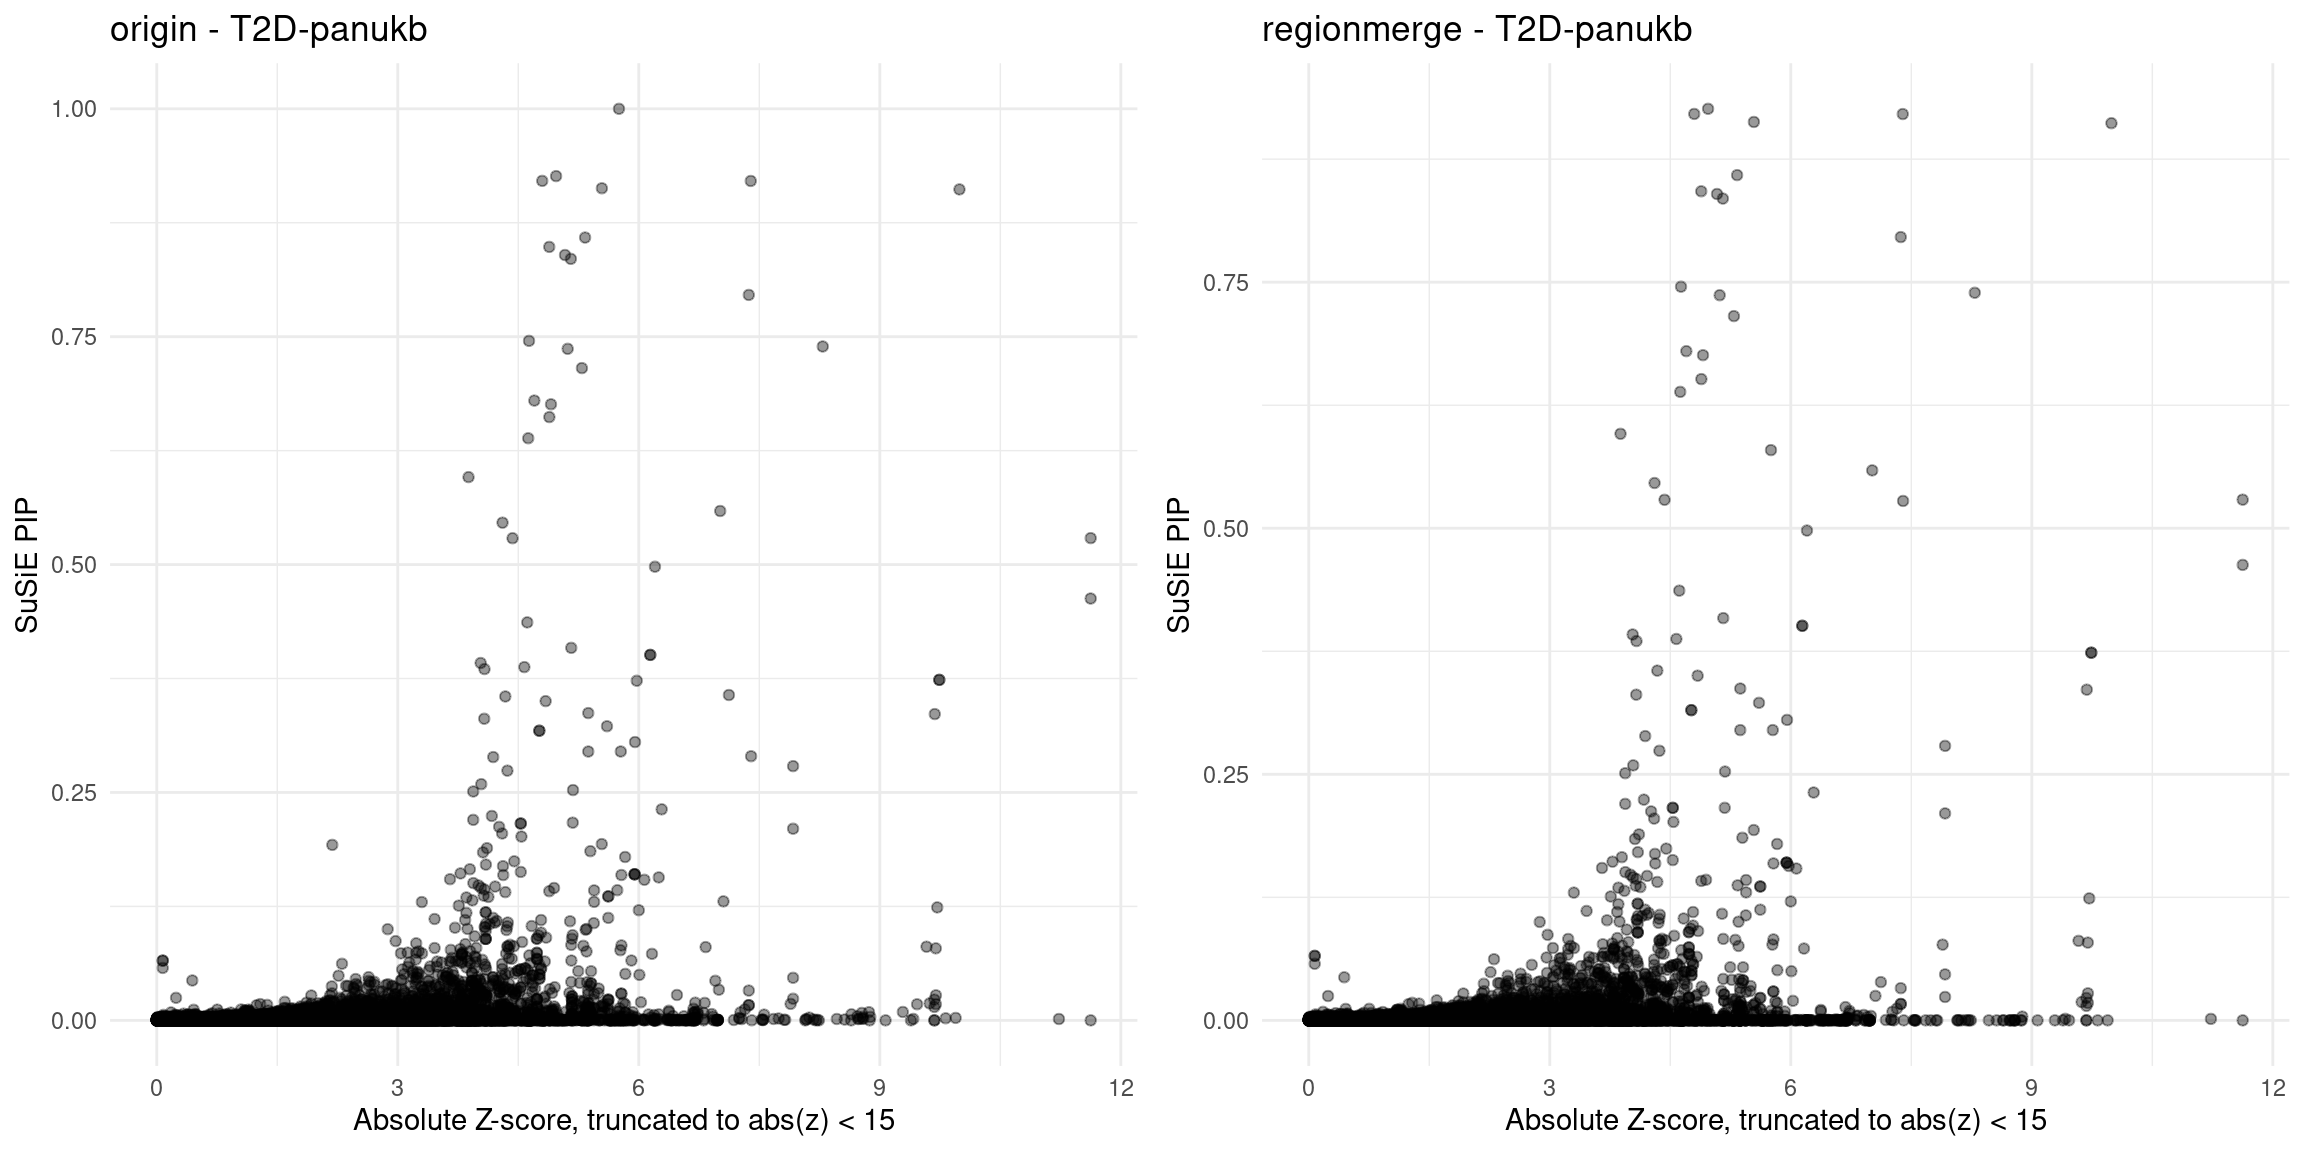 origin - T2D-panukb
SuSiE PIP
1.00
0.75
0.50
0.25
0.00
0 3 6 9 12
Absolute Z-score, truncated to abs(z) < 15
regionmerge - T2D-panukb
SuSiE PIP
0.75
0.50
0.25
0.00
0 3 6 9 12
Absolute Z-score, truncated to abs(z) < 15